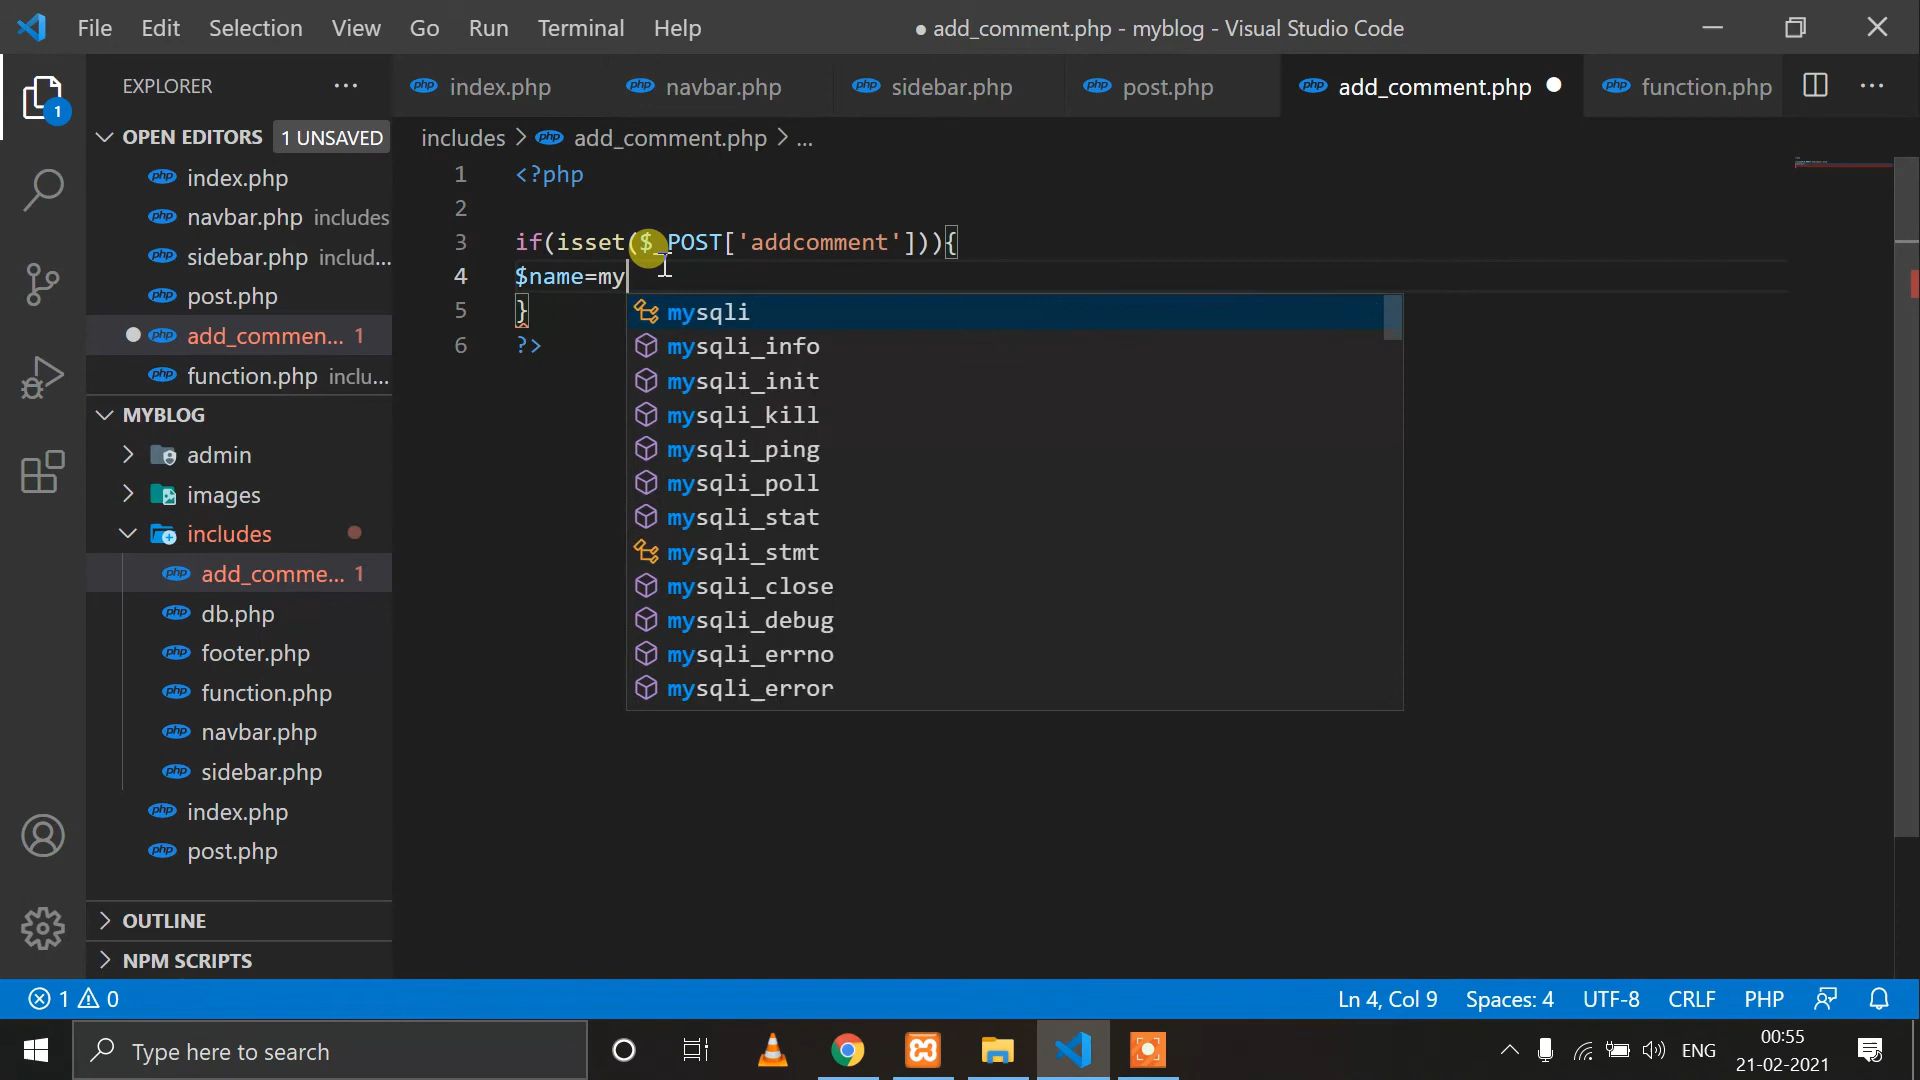 File Edit Selection View Go Run Terminal Help ● add_comment.php - myblog - Visual Studio Code
EXPLORER
index.php navbar.php sidebar.php post.php add_comment.php function.php
OPEN EDITORS 1 UNSAVED
includes > add_comment.php > ...
index.php
navbar.php includes
sidebar.php includ...
post.php
add_commen... 1
function.php inclu...
MYBLOG
admin
images
includes
add_comme... 1
db.php
footer.php
function.php
navbar.php
sidebar.php
index.php
post.php
OUTLINE
NPM SCRIPTS
1 <?php
2
3 if(isset($_POST['addcomment'])){
4 $name=my
5 }
6 ?>
mysqli
mysqli_info
mysqli_init
mysqli_kill
mysqli_ping
mysqli_poll
mysqli_stat
mysqli_stmt
mysqli_close
mysqli_debug
mysqli_errno
mysqli_error
1 0 Ln 4, Col 9 Spaces: 4 UTF-8 CRLF PHP
Type here to search
ENG
00:55
21-02-2021